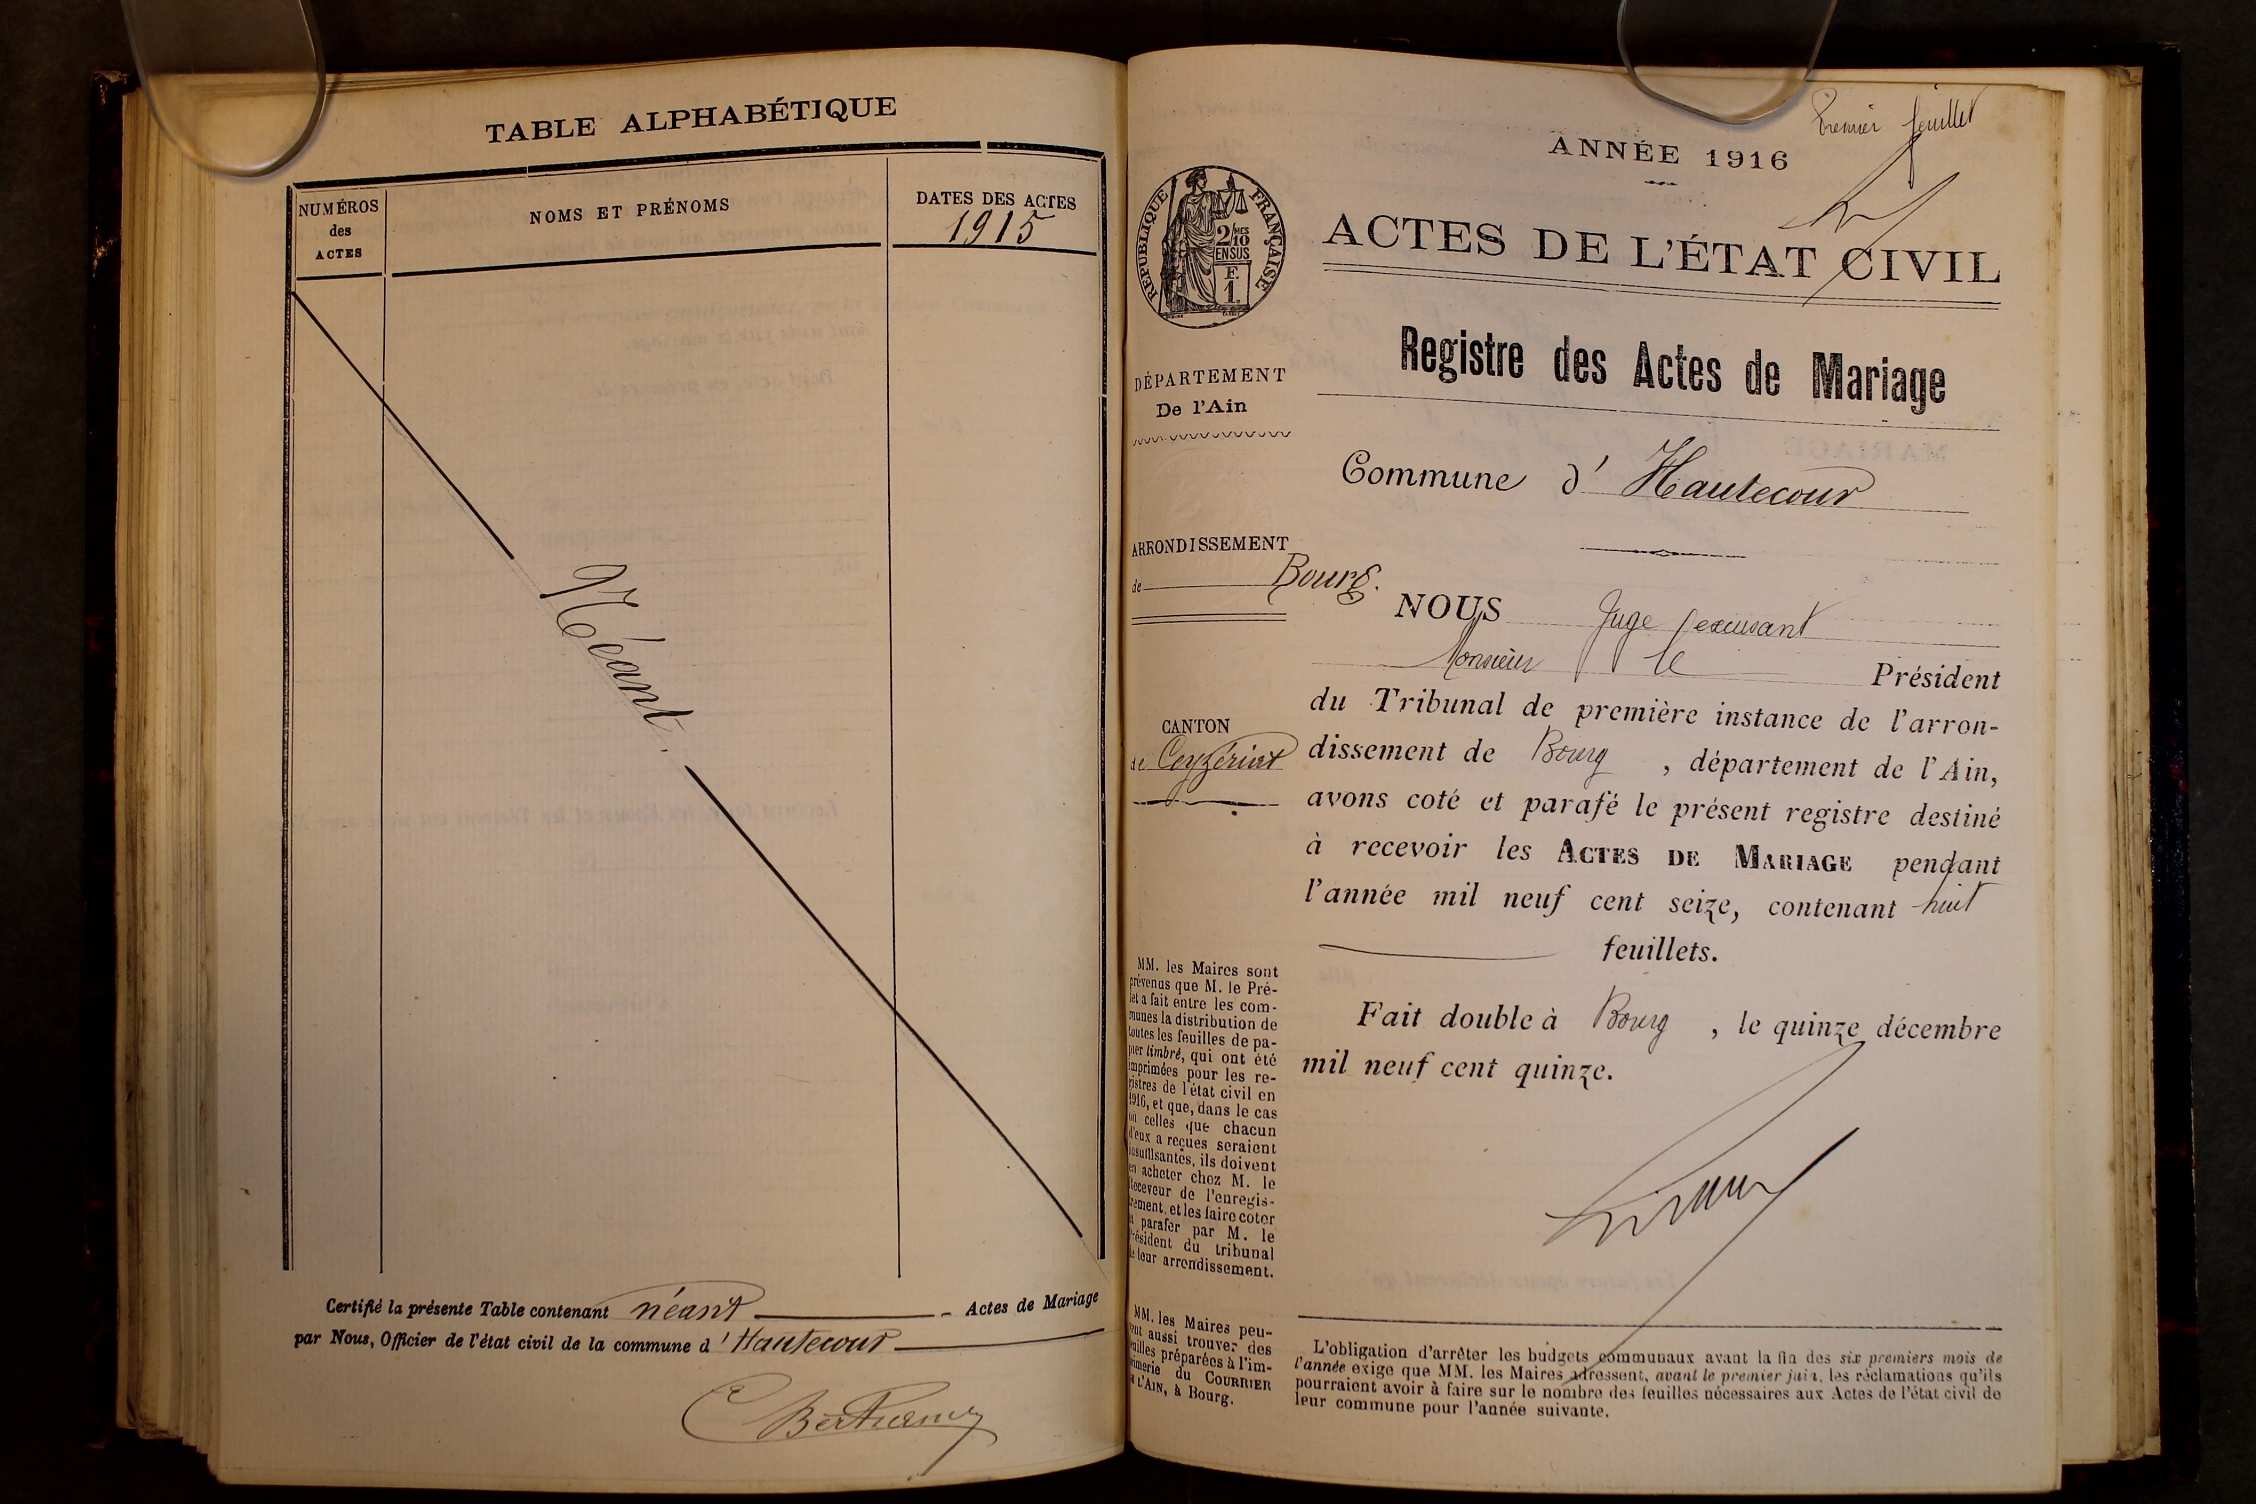 TABLE ALPHABÉTIQUE
NUMÉROS
des
ACTES
NOMS ET PRÉNOMS
DATES DES ACTES
1915
Néant.
Certifié la présente Table contenant néant - Actes de Mariage
par Nous, Officier de l'état civil de la commune d'Hautecour
Premier feuillet
ANNÉE 1916
RÉPUBLIQUE FRANÇAISE
2/10 MES
EN SUS
F.
1.
ACTES DE L'ÉTAT CIVIL
Registre des Actes de Mariage
DÉPARTEMENT
De l'Ain
Commune d'Hautecour
ARRONDISSEMENT
de Bourg.
CANTON
de Ceyzériat
NOUS Juge excusant
Monsieur le Président
du Tribunal de première instance de l'arron-
dissement de Bourg, département de l'Ain,
avons coté et parafé le présent registre destiné
à recevoir les ACTES DE MARIAGE pendant
l'année mil neuf cent seize, contenant huit
feuillets.
Fait double à Bourg, le quinze décembre
mil neuf cent quinze.
MM. les Maires sont
prévenus que M. le Pré-
fet a fait entre les com-
munes la distribution de
toutes les feuilles de pa-
pier timbré, qui ont été
imprimées pour les re-
gistres de l'état civil en
1916, et que, dans le cas
où celles que chacun
d'eux a reçues seraient
insuffisantes, ils doivent
en acheter chez M. le
Receveur de l'enregis-
trement, et les faire coter
et parafer par M. le
Président du tribunal
de leur arrondissement.
MM. les Maires peu-
vent aussi trouver des
feuilles préparées à l'im-
primerie du COURRIER
DE L'AIN, à Bourg.
L'obligation d'arrêter les budgets communaux avant la fin des six premiers mois de
l'année exige que MM. les Maires adressent, avant le premier juin, les réclamations qu'ils
pourraient avoir à faire sur le nombre des feuilles nécessaires aux Actes de l'état civil de
leur commune pour l'année suivante.